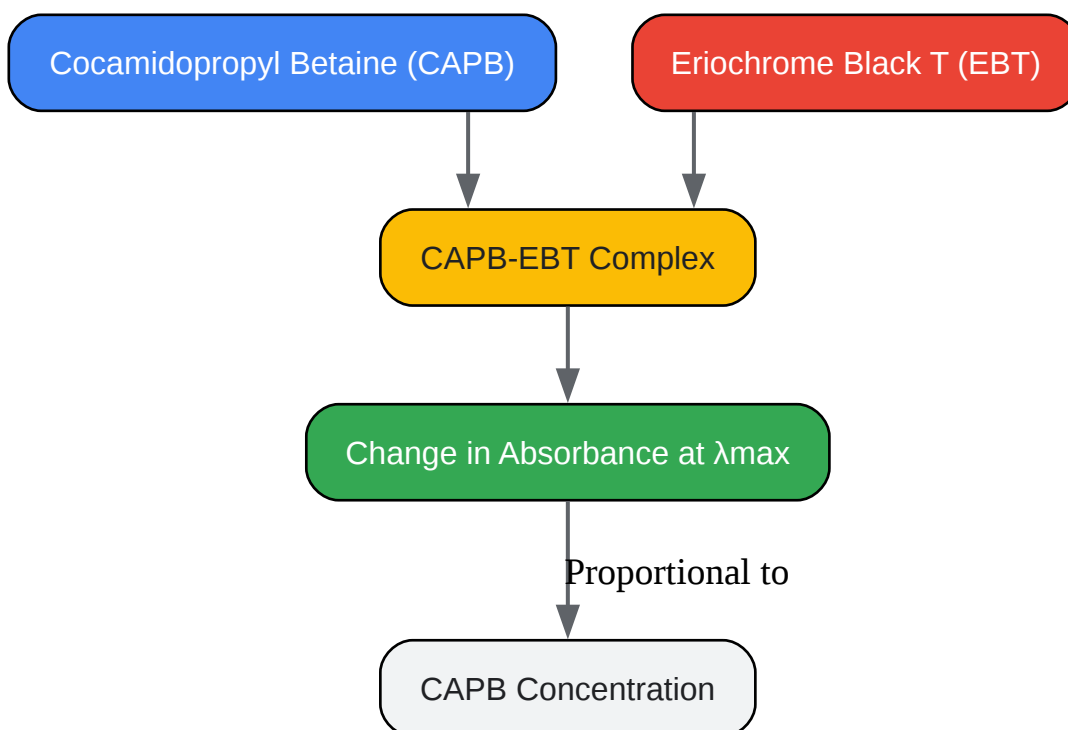 Cocamidopropyl Betaine (CAPB)
Eriochrome Black T (EBT)
CAPB-EBT Complex
Change in Absorbance at λmax
Proportional to
CAPB Concentration